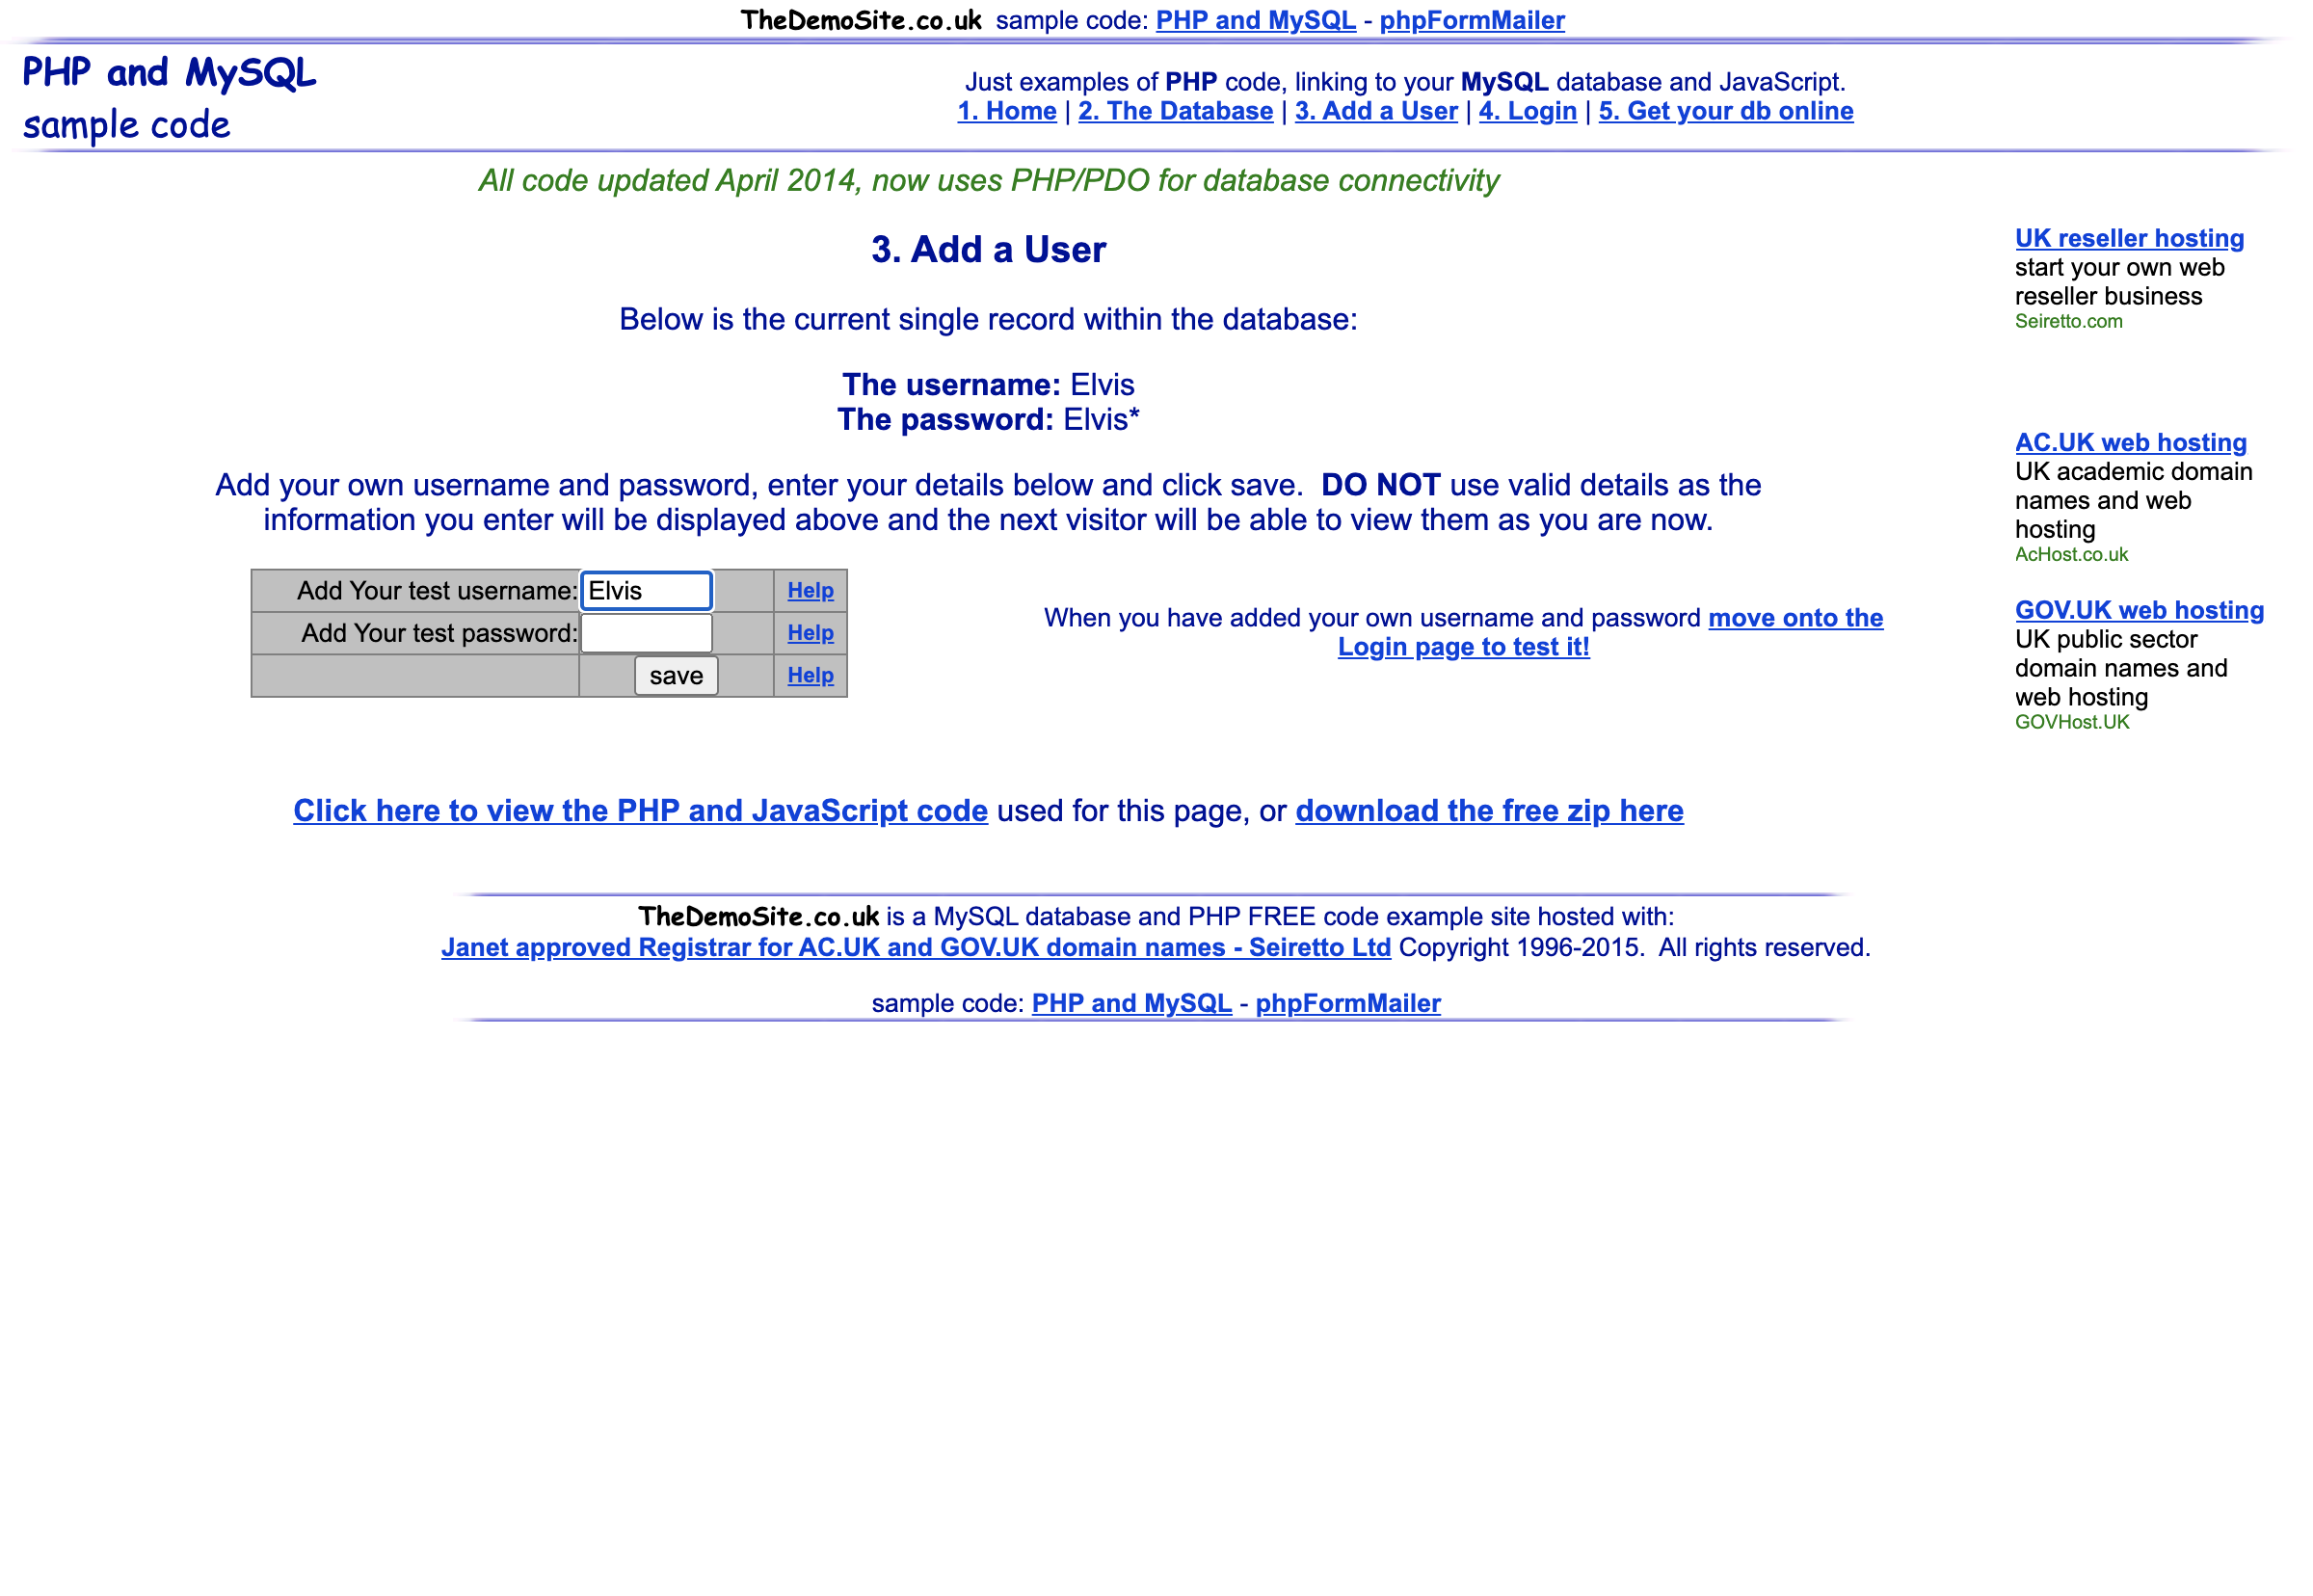 TheDemoSite.co.uk sample code: PHP and MySQL - phpFormMailer
PHP and MySQL
sample code
Just examples of PHP code, linking to your MySQL database and JavaScript.
1. Home | 2. The Database | 3. Add a User | 4. Login | 5. Get your db online
All code updated April 2014, now uses PHP/PDO for database connectivity
3. Add a User
Below is the current single record within the database:
The username: Elvis
The password: Elvis*
Add your own username and password, enter your details below and click save.  DO NOT use valid details as the
information you enter will be displayed above and the next visitor will be able to view them as you are now.
Add Your test username: Elvis Help
Add Your test password: Help
save Help
When you have added your own username and password move onto the
Login page to test it!
Click here to view the PHP and JavaScript code used for this page, or download the free zip here
UK reseller hosting
start your own web
reseller business
Seiretto.com
AC.UK web hosting
UK academic domain
names and web
hosting
AcHost.co.uk
GOV.UK web hosting
UK public sector
domain names and
web hosting
GOVHost.UK
TheDemoSite.co.uk is a MySQL database and PHP FREE code example site hosted with:
Janet approved Registrar for AC.UK and GOV.UK domain names - Seiretto Ltd Copyright 1996-2015.  All rights reserved.
sample code: PHP and MySQL - phpFormMailer